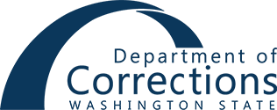 Department of
Corrections
WASHINGTON STATE